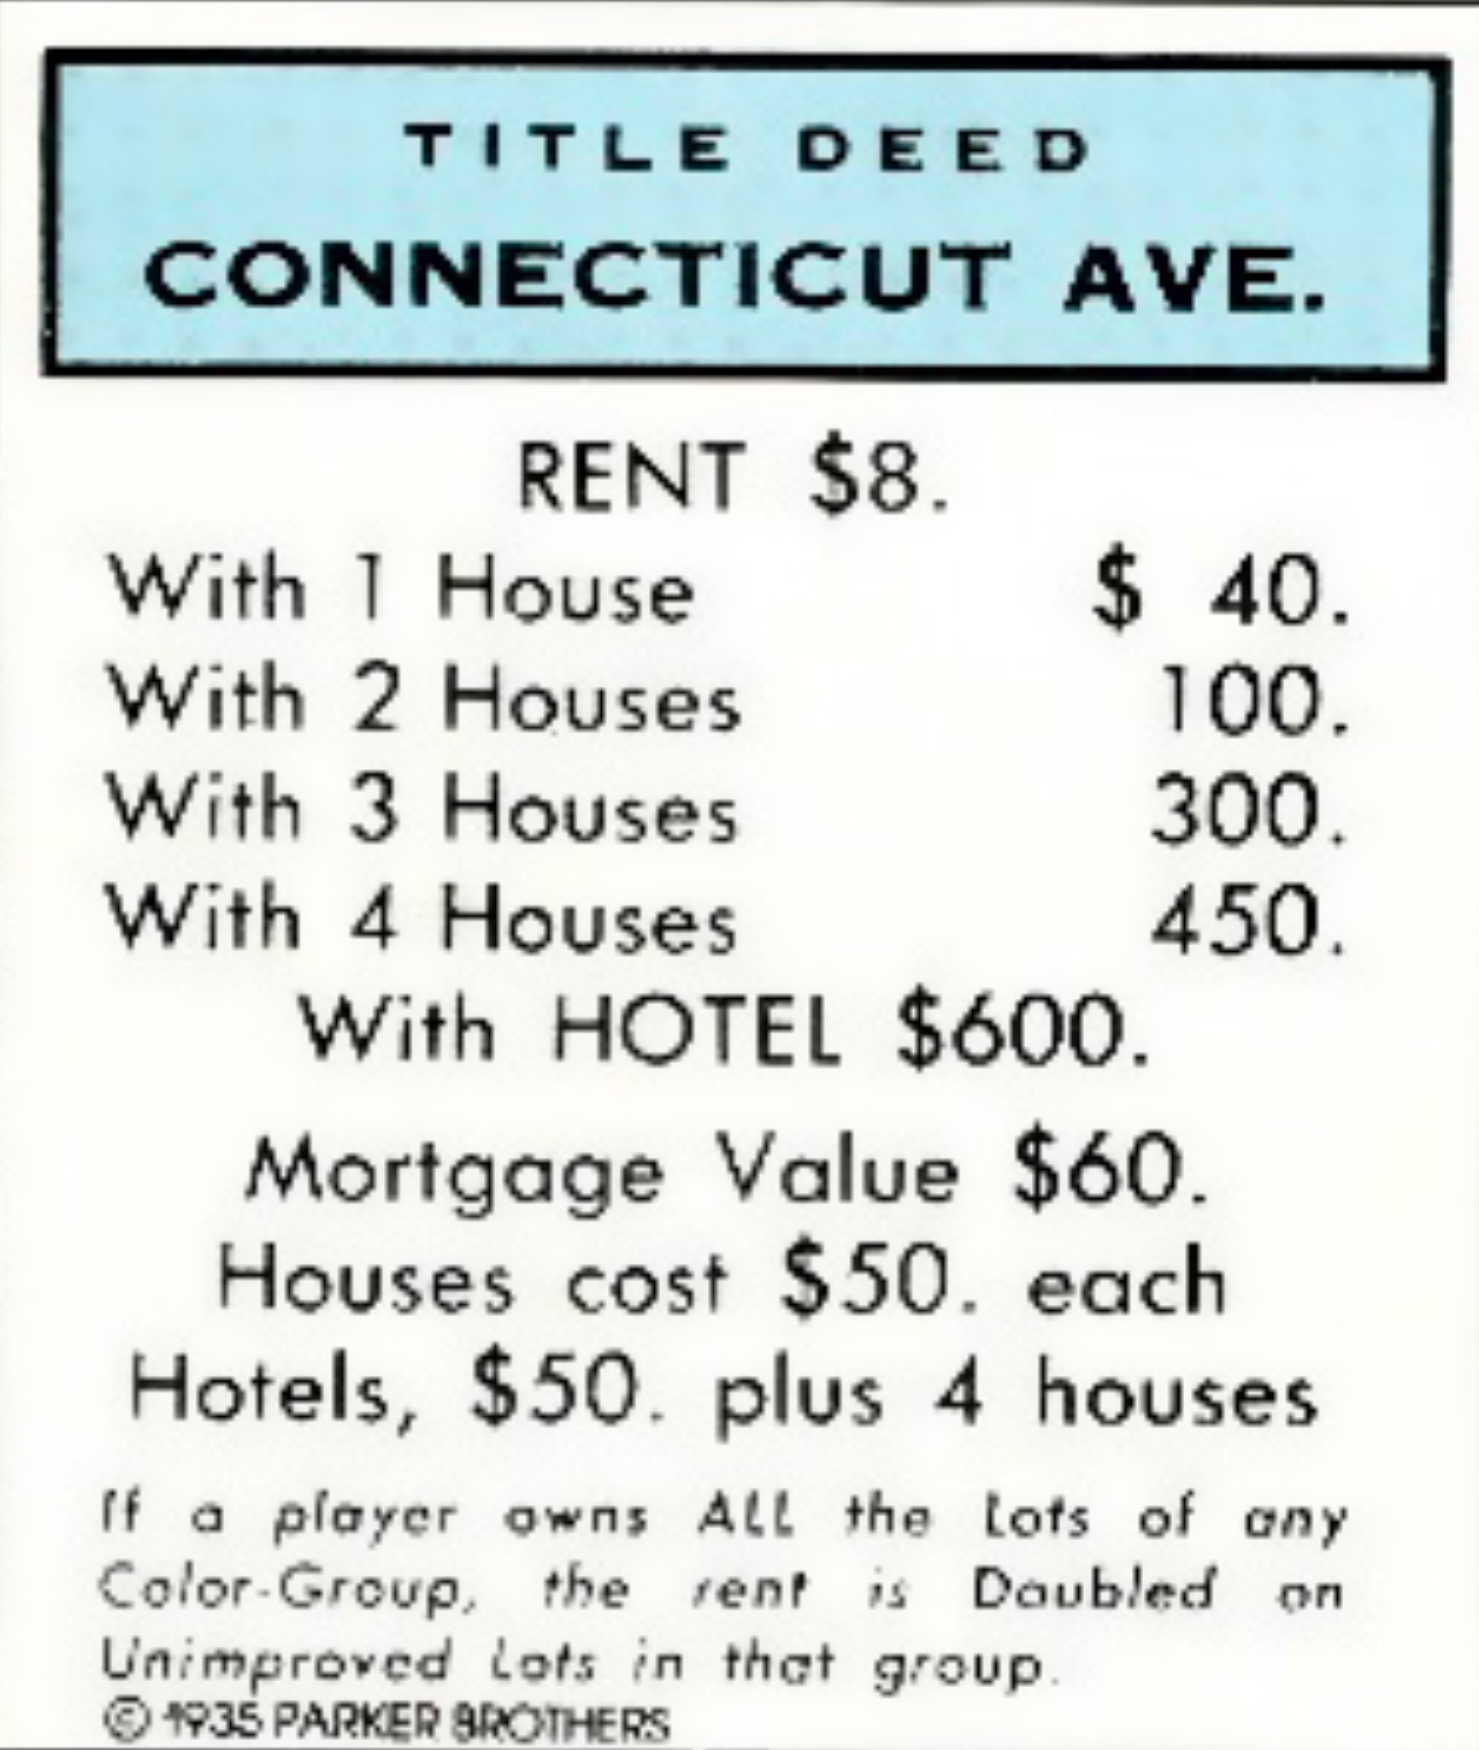 TITLE DEED
CONNECTICUT AVE.
RENT $8.
With 1 House $ 40.
With 2 Houses 100.
With 3 Houses 300.
With 4 Houses 450.
With HOTEL $600.
Mortgage Value $60.
Houses cost $50. each
Hotels, $50. plus 4 houses
If a player owns ALL the Lots of any
Color-Group, the rent is Doubled on
Unimproved Lots in that group.
© 1935 PARKER BROTHERS